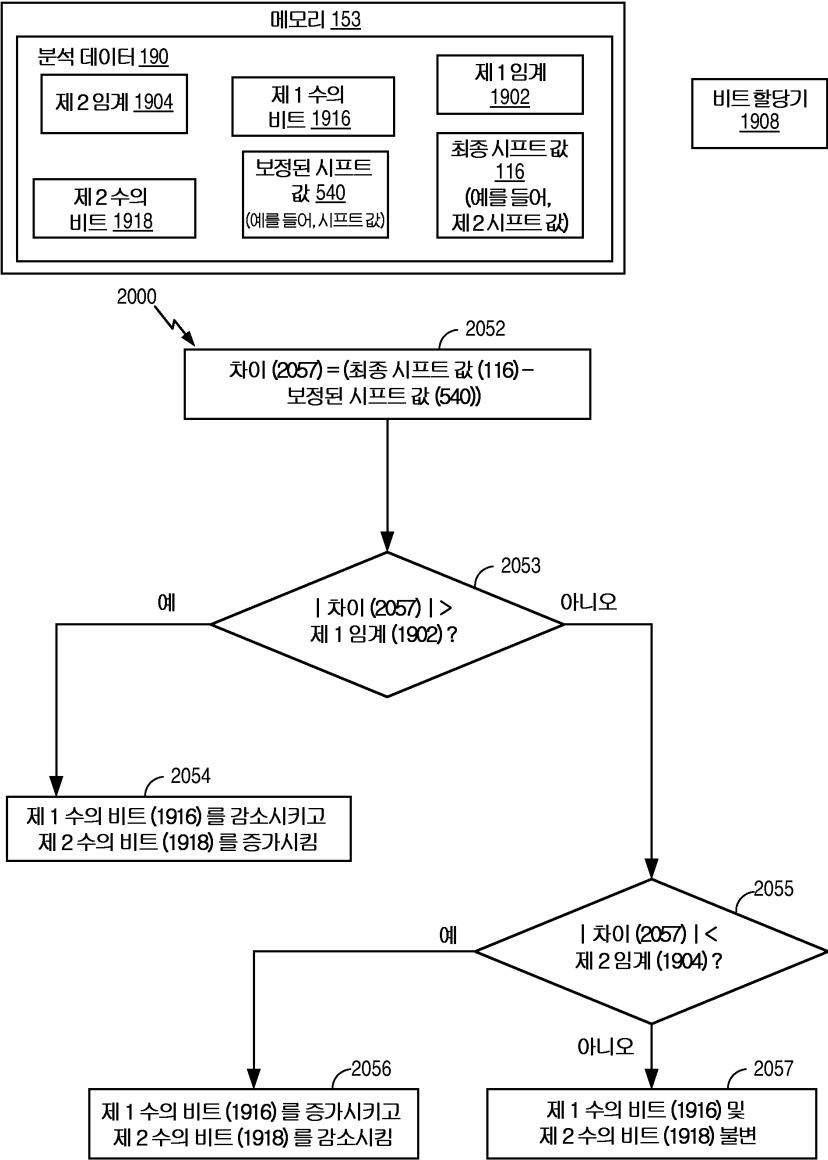 메모리 153
분석 데이터 190
제 2 임계 1904
제 1 수의
비트 1916
제 1 임계
1902
비트 할당기
1908
제 2 수의
비트 1918
보정된 시프트
값 540
(예를 들어, 시프트 값)
최종 시프트 값
116
(예를 들어,
제 2 시프트 값)
2000
2052
차이 (2057) = (최종 시프트 값 (116) –
보정된 시프트 값 (540))
2053
예
| 차이 (2057) | >
제 1 임계 (1902) ?
아니오
2054
제 1 수의 비트 (1916) 를 감소시키고
제 2 수의 비트 (1918) 를 증가시킴
2055
예
| 차이 (2057) | <
제 2 임계 (1904) ?
아니오
2056
제 1 수의 비트 (1916) 를 증가시키고
제 2 수의 비트 (1918) 를 감소시킴
2057
제 1 수의 비트 (1916) 및
제 2 수의 비트 (1918) 불변